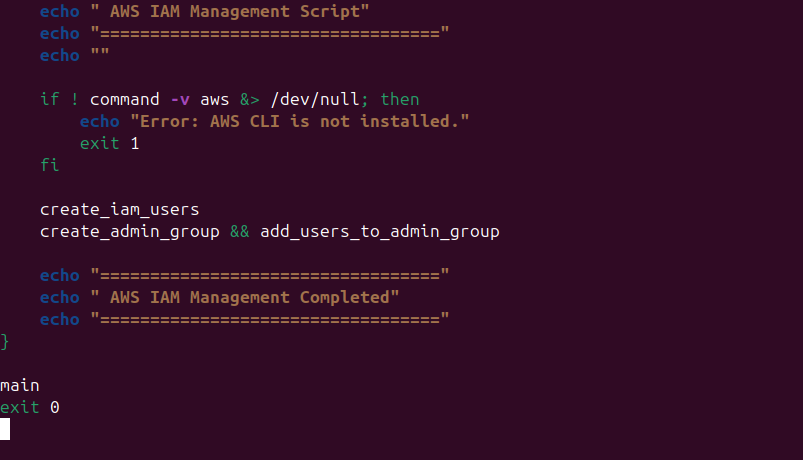 echo " AWS IAM Management Script"
    echo "=================================="
    echo ""

    if ! command -v aws &> /dev/null; then
        echo "Error: AWS CLI is not installed."
        exit 1
    fi

    create_iam_users
    create_admin_group && add_users_to_admin_group

    echo "=================================="
    echo " AWS IAM Management Completed"
    echo "=================================="
}

main
exit 0